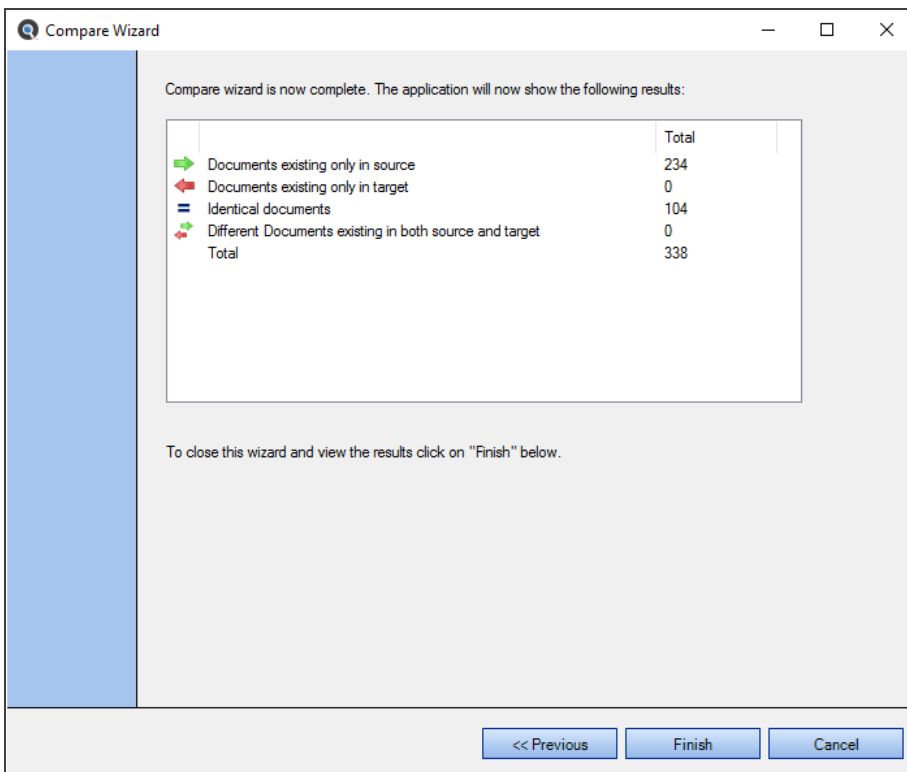 Compare Wizard
Compare wizard is now complete. The application will now show the following results:
Total
Documents existing only in source 234
Documents existing only in target 0
Identical documents 104
Different Documents existing in both source and target 0
Total 338
To close this wizard and view the results click on "Finish" below.
<< Previous Finish Cancel